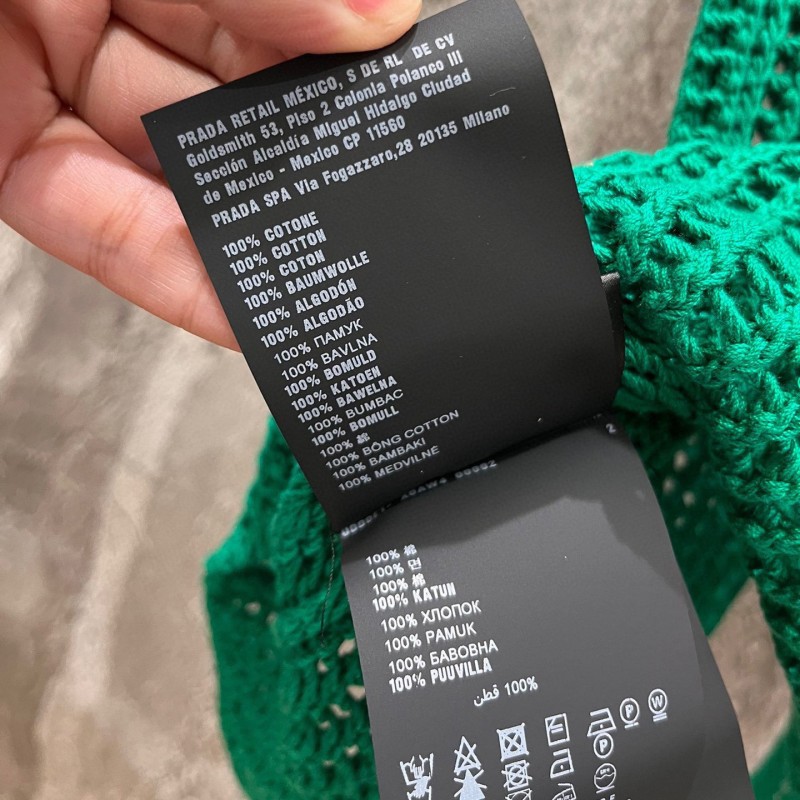 PRADA RETAIL MÉXICO, S DE RL DE CV
Goldsmith 53, Piso 2 Colonia Polanco III
Sección Alcaldía Miguel Hidalgo Ciudad
de Mexico - Mexico CP 11560
PRADA SPA Via Fogazzaro,28 20135 Milano
100% COTONE
100% COTTON
100% COTON
100% BAUMWOLLE
100% ALGODÓN
100% ALGODÃO
100% ПАМУК
100% BAVLNA
100% BOMULD
100% KATOEN
100% BAWEŁNA
100% BUMBAC
100% BOMULL
100% 棉
100% BÔNG COTTON
100% BAMBAKI
100% MEDVILNE
2
100% 棉
100% 면
100% 棉
100% KATUN
100% ХЛОПОК
100% PAMUK
100% БАВОВНА
100% PUUVILLA
100% قطن
P W
P